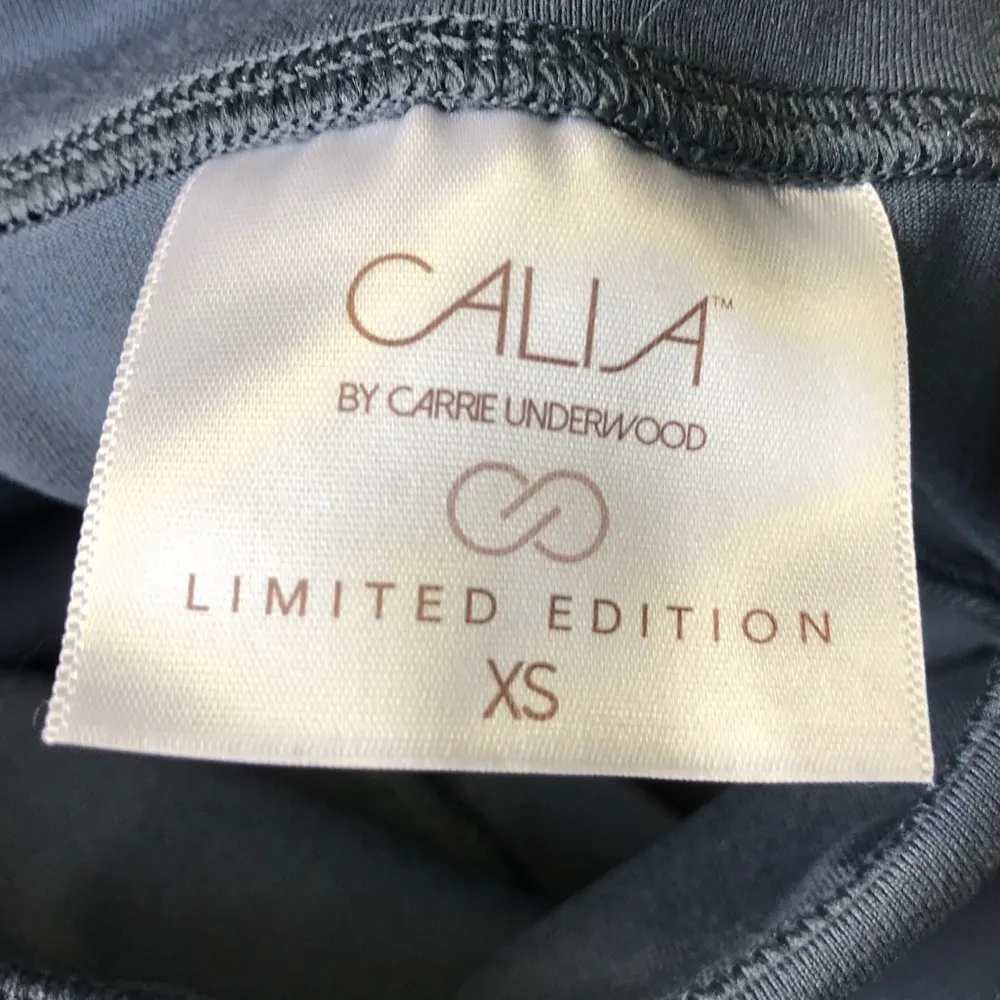 CALIA™
BY CARRIE UNDERWOOD
LIMITED EDITION
XS